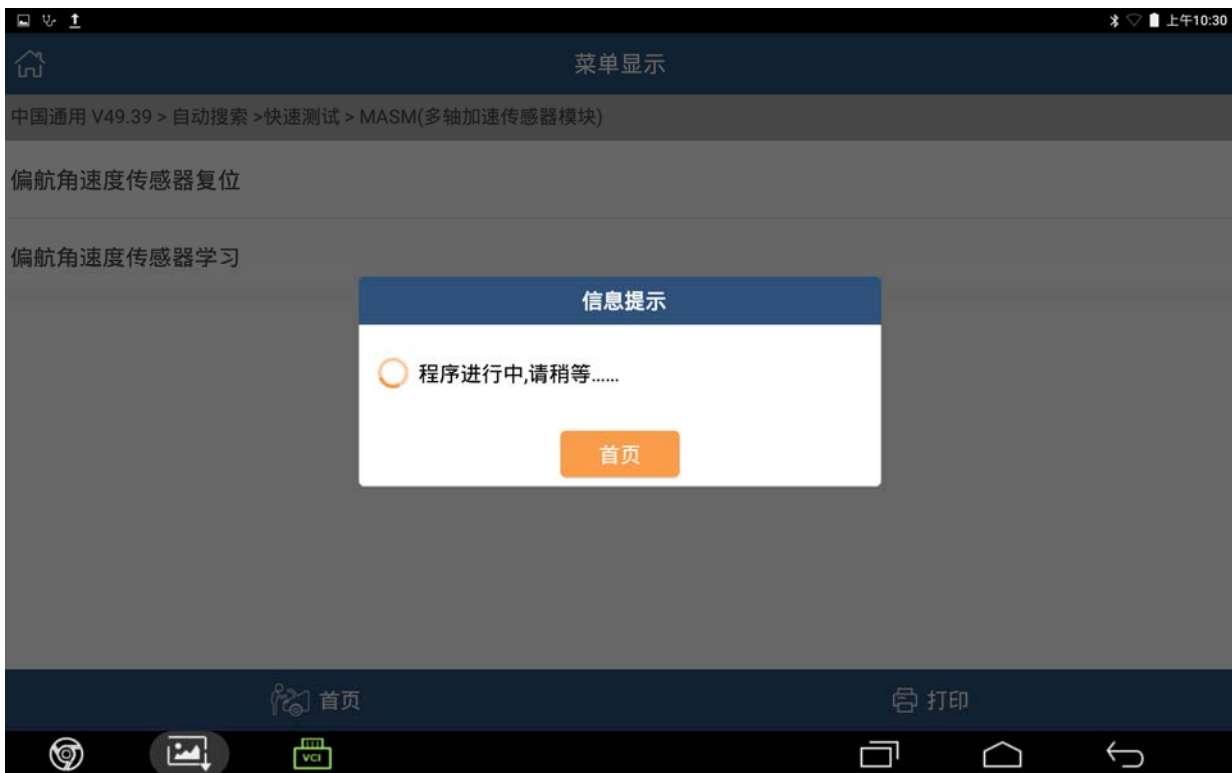 上午10:30
菜单显示
中国通用 V49.39 > 自动搜索 >快速测试 > MASM(多轴加速传感器模块)
偏航角速度传感器复位
偏航角速度传感器学习
信息提示
程序进行中,请稍等......
首页
首页
打印
VCI